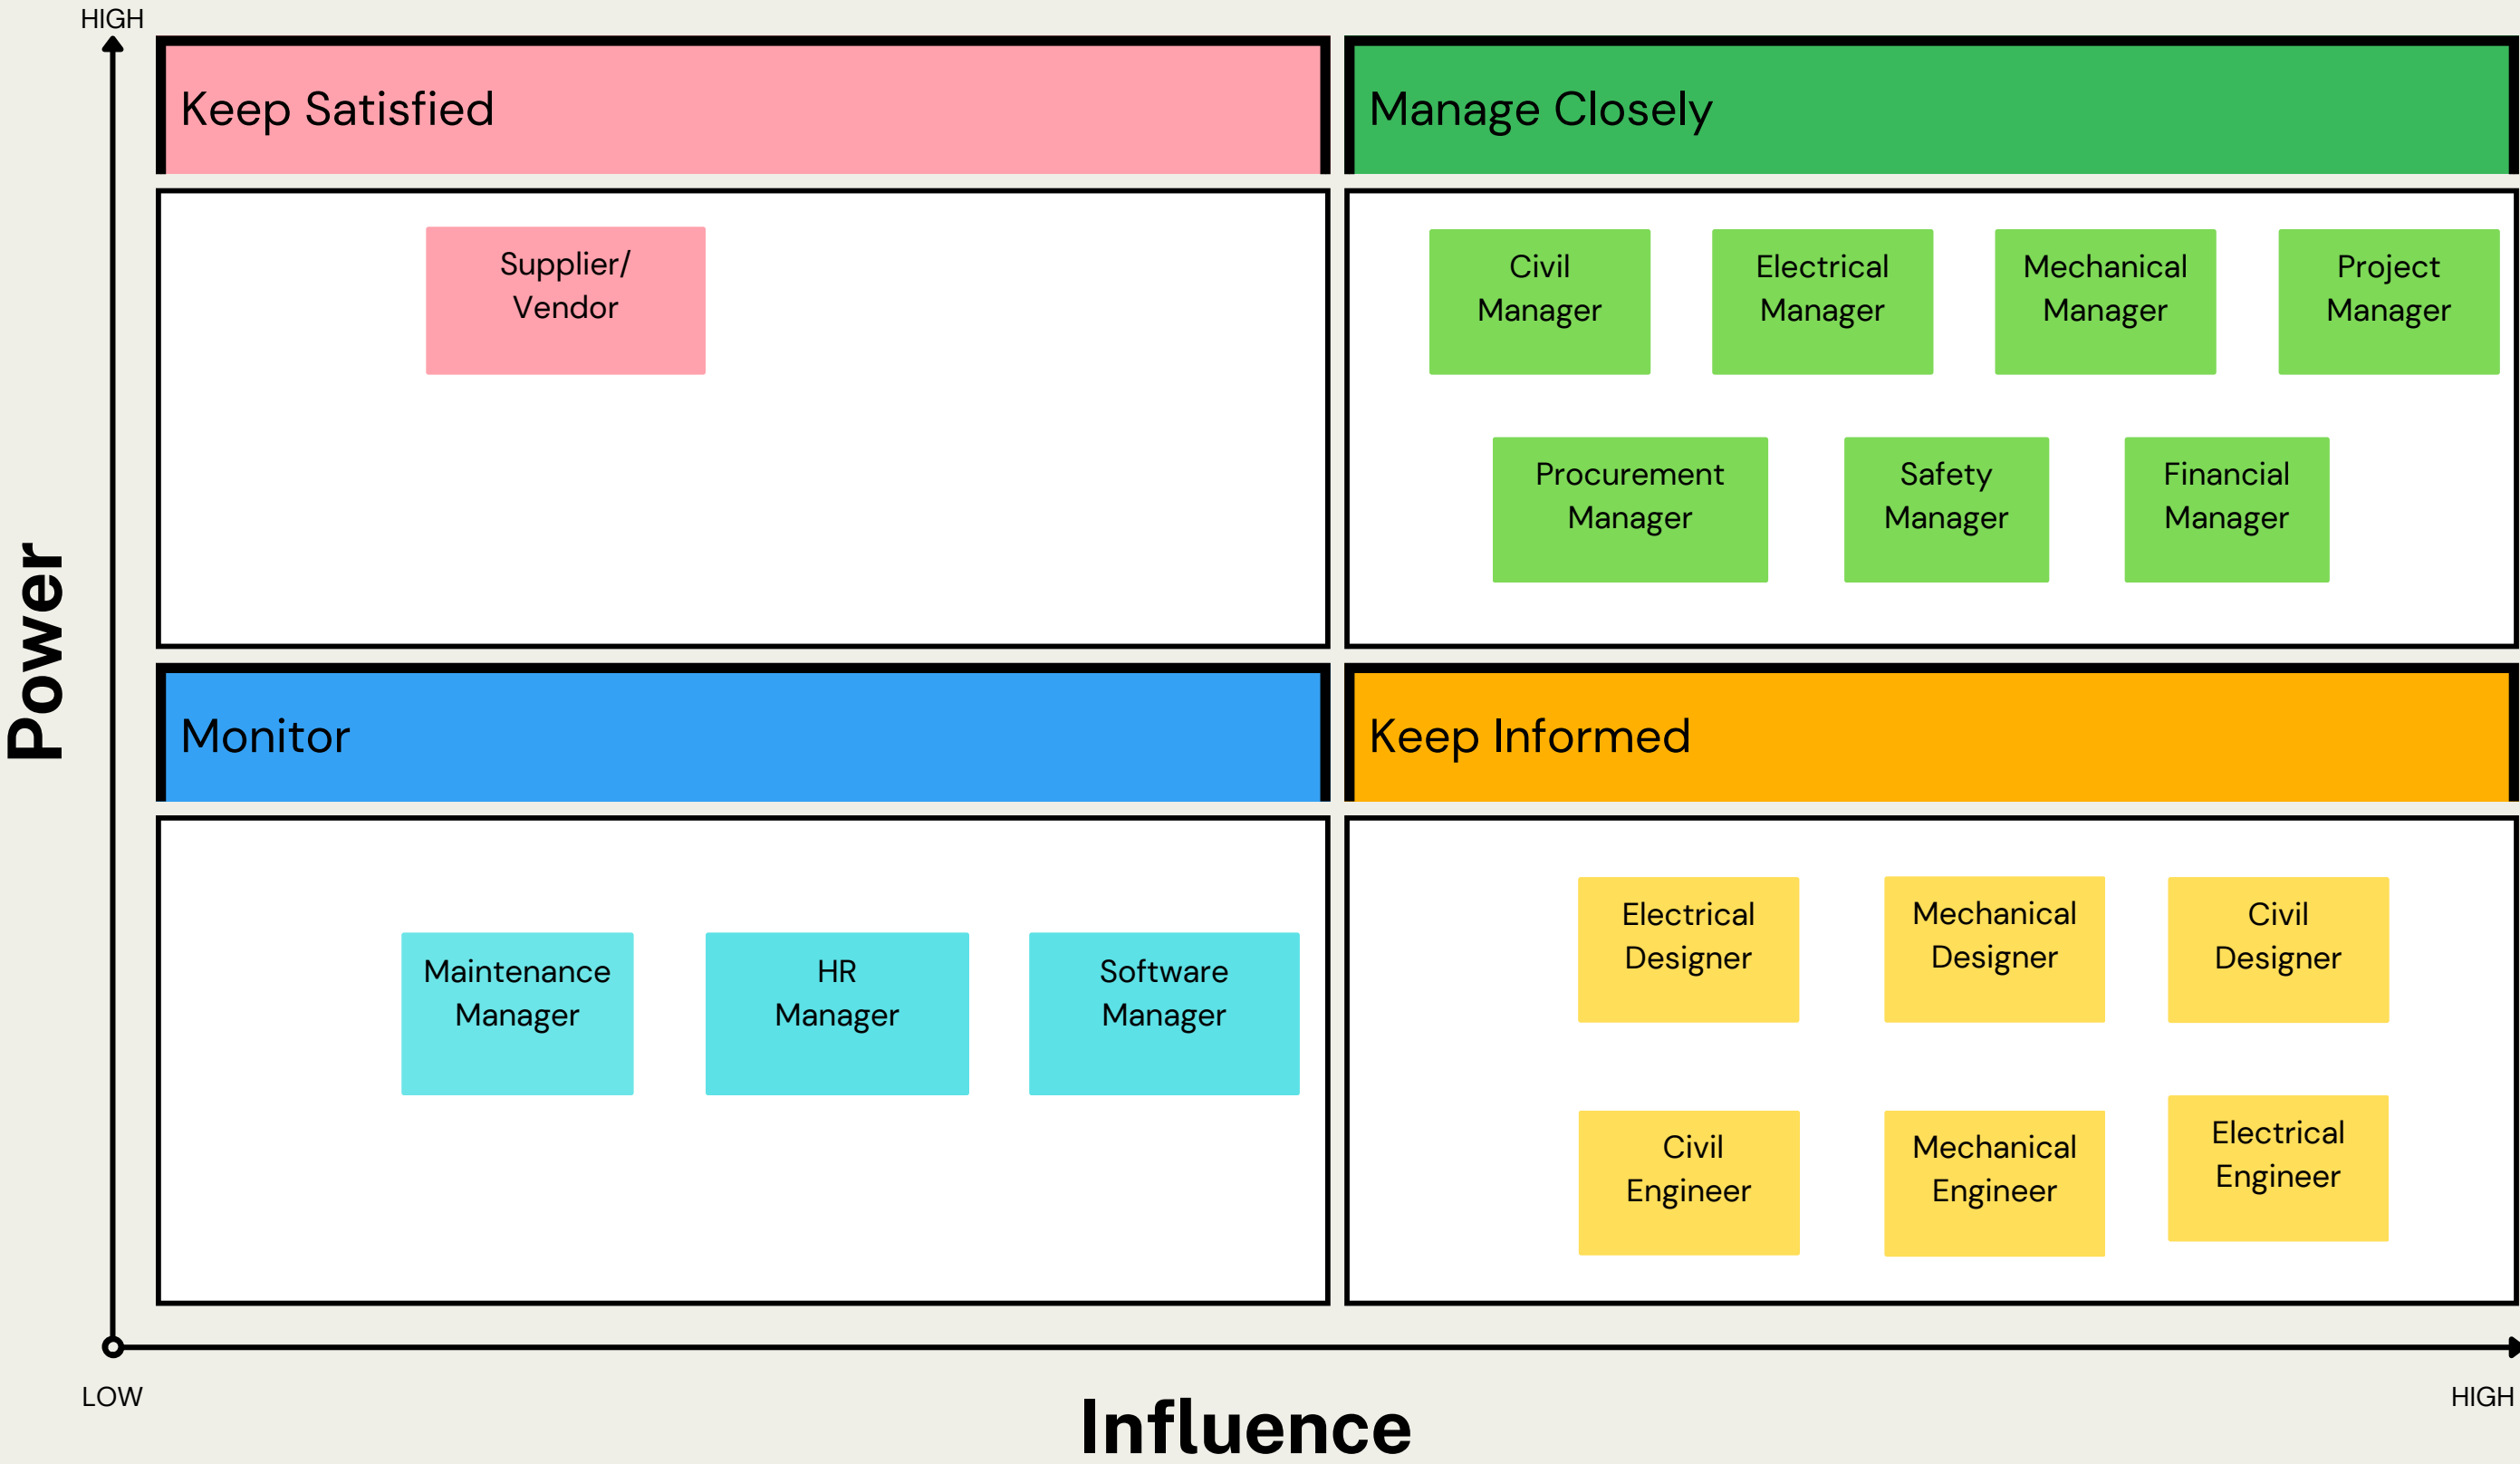 HIGH
Keep Satisfied
Manage Closely
Supplier/
Vendor
Civil
Manager
Electrical
Manager
Mechanical
Manager
Project
Manager
Procurement
Manager
Safety
Manager
Financial
Manager
Power
Monitor
Keep Informed
Maintenance
Manager
HR
Manager
Software
Manager
Electrical
Designer
Mechanical
Designer
Civil
Designer
Civil
Engineer
Mechanical
Engineer
Electrical
Engineer
LOW
HIGH
Influence